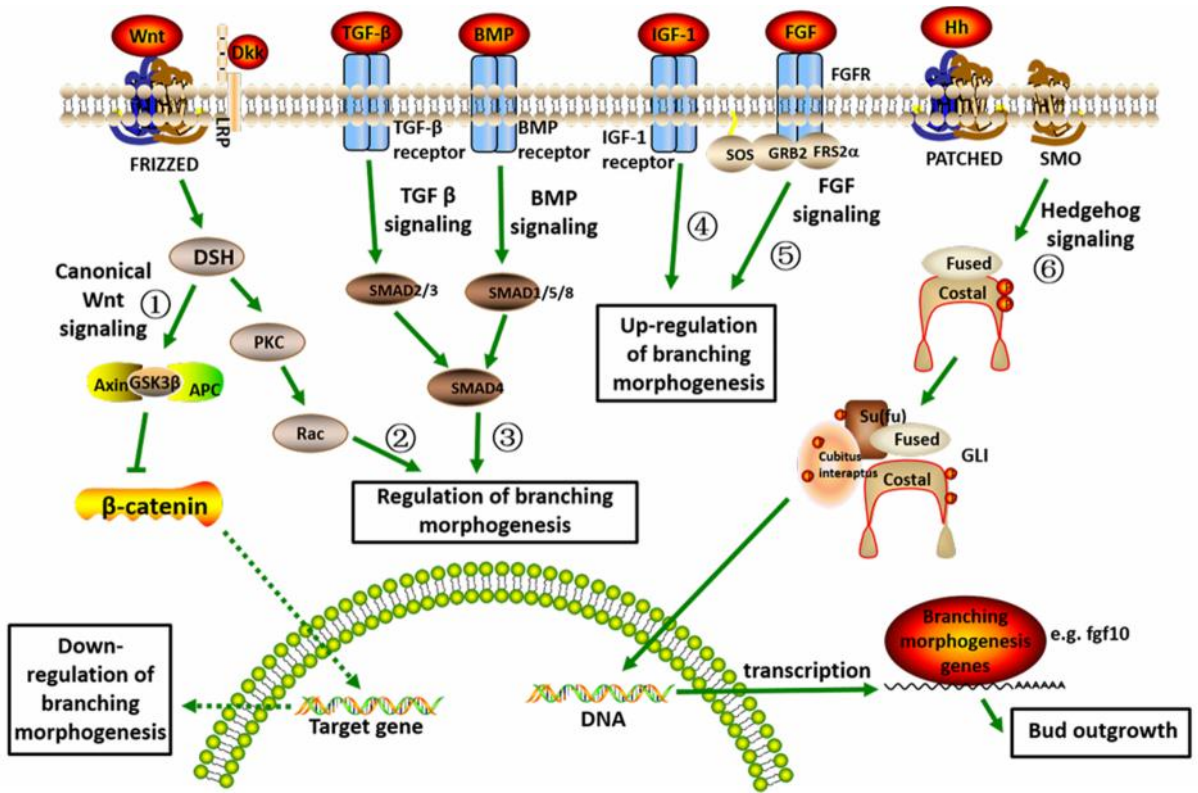 Wnt
Dkk
TGF-β
BMP
IGF-1
FGF
Hh
FGFR
LRP
FRIZZED
TGF-β
receptor
BMP
receptor
IGF-1
receptor
SOS
GRB2
FRS2α
PATCHED
SMO
TGF β
signaling
BMP
signaling
④
FGF
signaling
⑤
Hedgehog
signaling
⑥
DSH
Canonical
Wnt
signaling
①
SMAD2/3
SMAD1/5/8
Fused
Costal
PKC
Up-regulation
of branching
morphogenesis
Axin
GSK3β
APC
SMAD4
Rac
②
③
Su(fu)
Fused
Cubitus
interaptus
Costal
GLI
β-catenin
Regulation of branching
morphogenesis
Down-
regulation of
branching
morphogenesis
Target gene
DNA
transcription
Branching
morphogenesis
genes
e.g. fgf10
Bud outgrowth